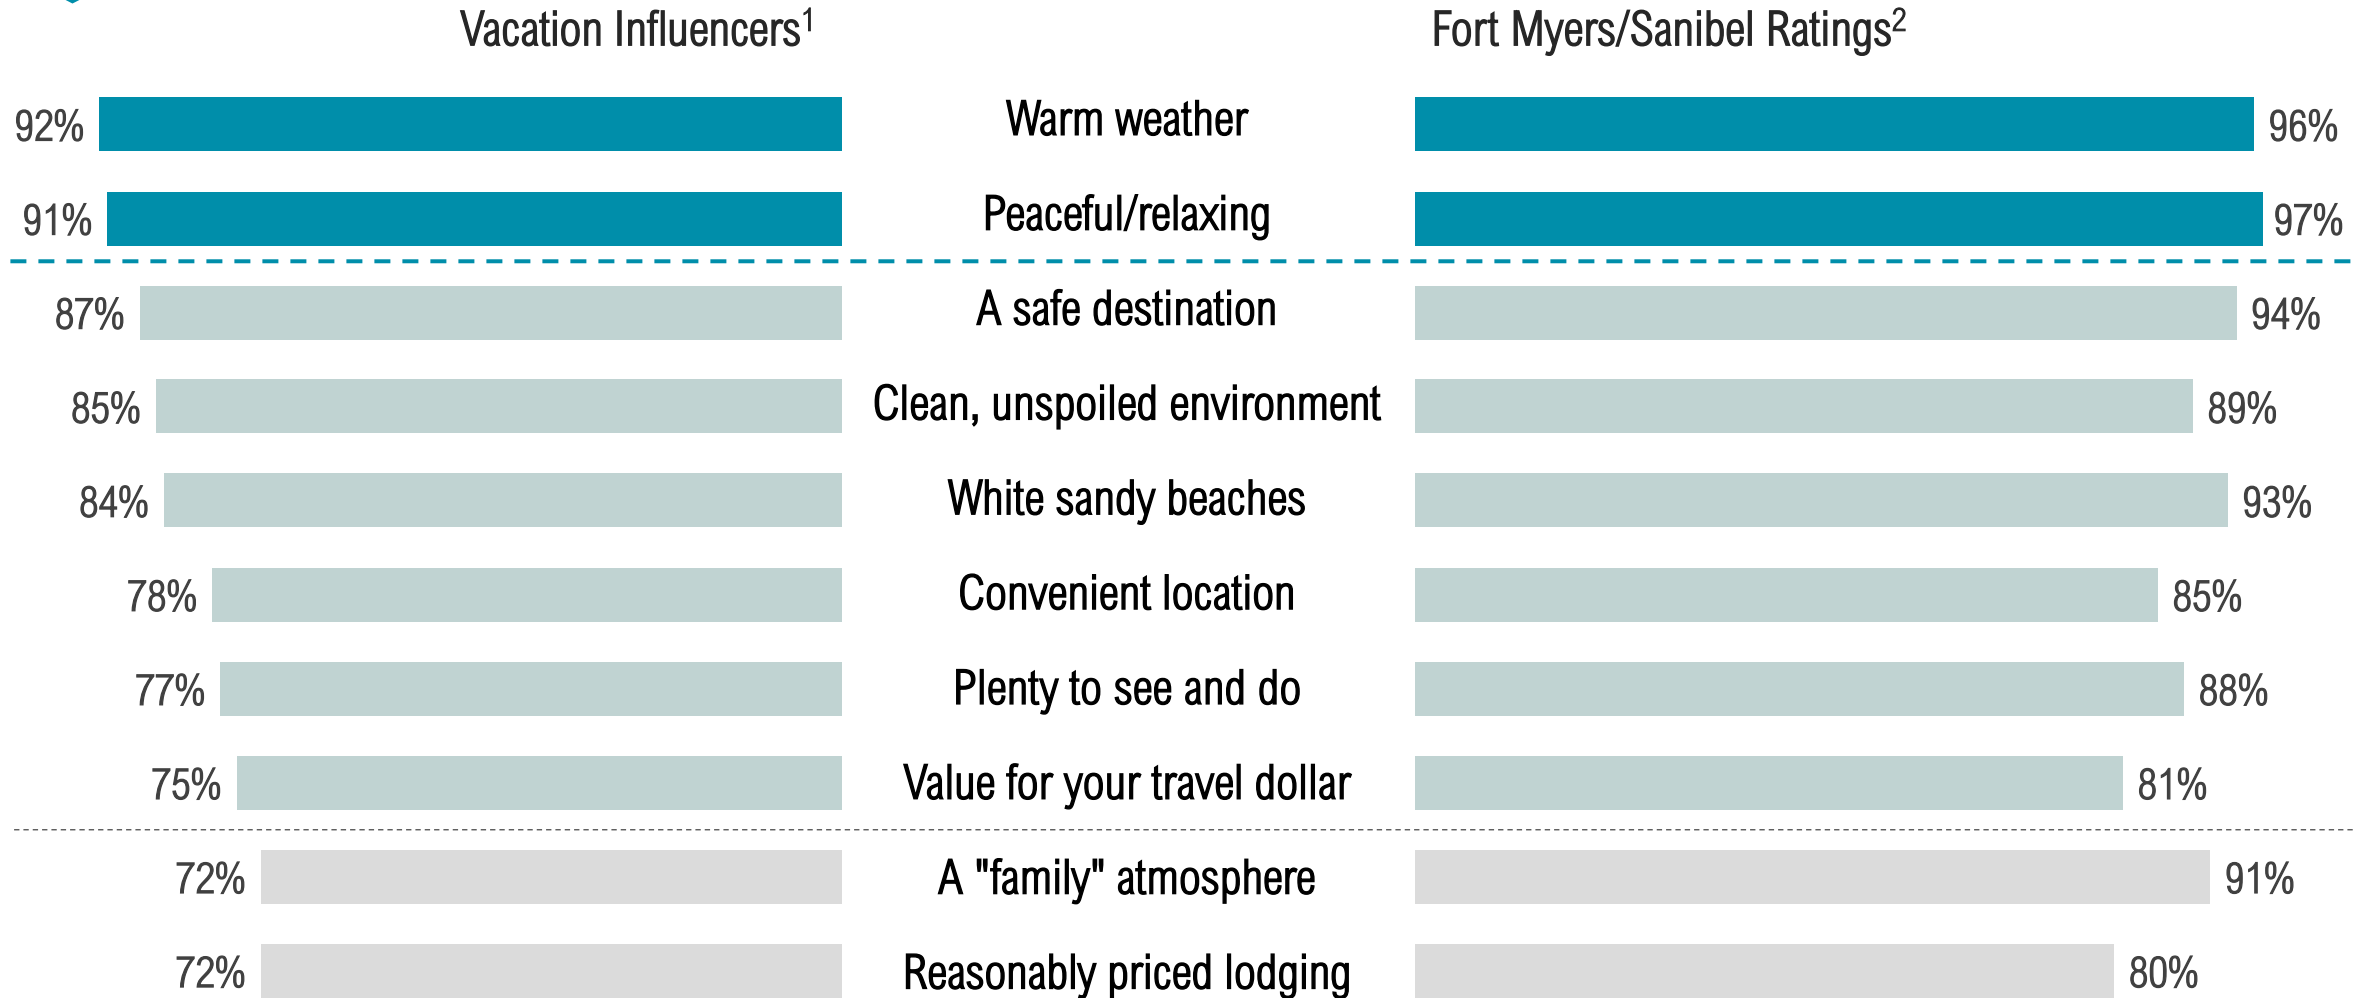 Vacation Influencers¹ Fort Myers/Sanibel Ratings²
92% Warm weather 96%
91% Peaceful/relaxing 97%
87% A safe destination 94%
85% Clean, unspoiled environment 89%
84% White sandy beaches 93%
78% Convenient location 85%
77% Plenty to see and do 88%
75% Value for your travel dollar 81%
72% A "family" atmosphere 91%
72% Reasonably priced lodging 80%